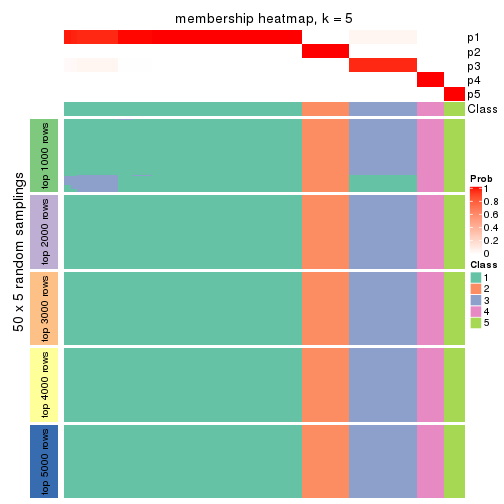 membership heatmap, k = 5
p1
p2
p3
p4
p5
Class
50 x 5 random samplings
top 1000 rows
top 2000 rows
top 3000 rows
top 4000 rows
top 5000 rows
Prob
1
0.8
0.6
0.4
0.2
0
Class
1
2
3
4
5